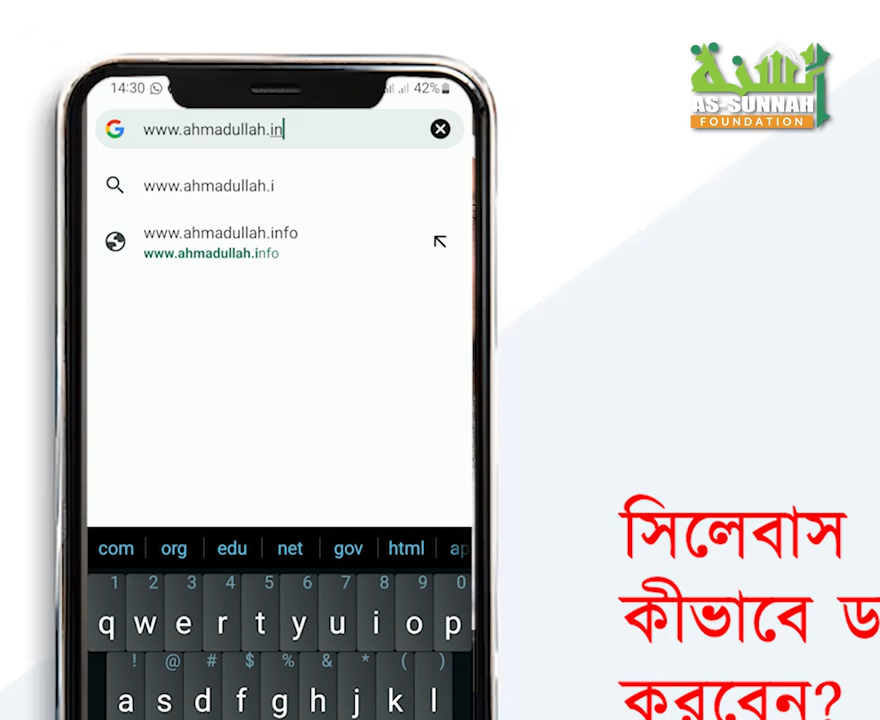 14:30
42%
www.ahmadullah.in
www.ahmadullah.i
www.ahmadullah.info
www.ahmadullah.info
com org edu net gov html
1 2 3 4 5 6 7 8 9 0
q w e r t y u i o p
! @ # $ % & * ( )
a s d f g h j k l
AS-SUNNAH
FOUNDATION
সিলেবাস
কীভাবে
করবেন?